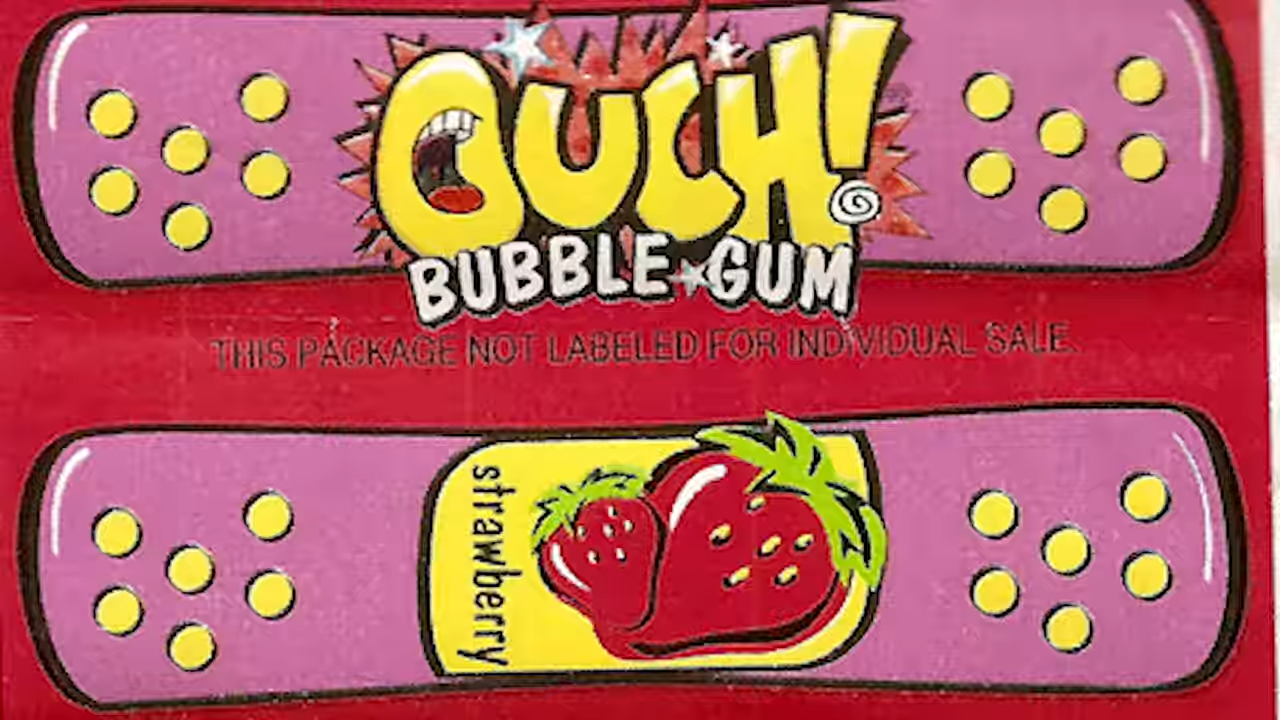 OUCH!
BUBBLE GUM
THIS PACKAGE NOT LABELED FOR INDIVIDUAL SALE.
strawberry